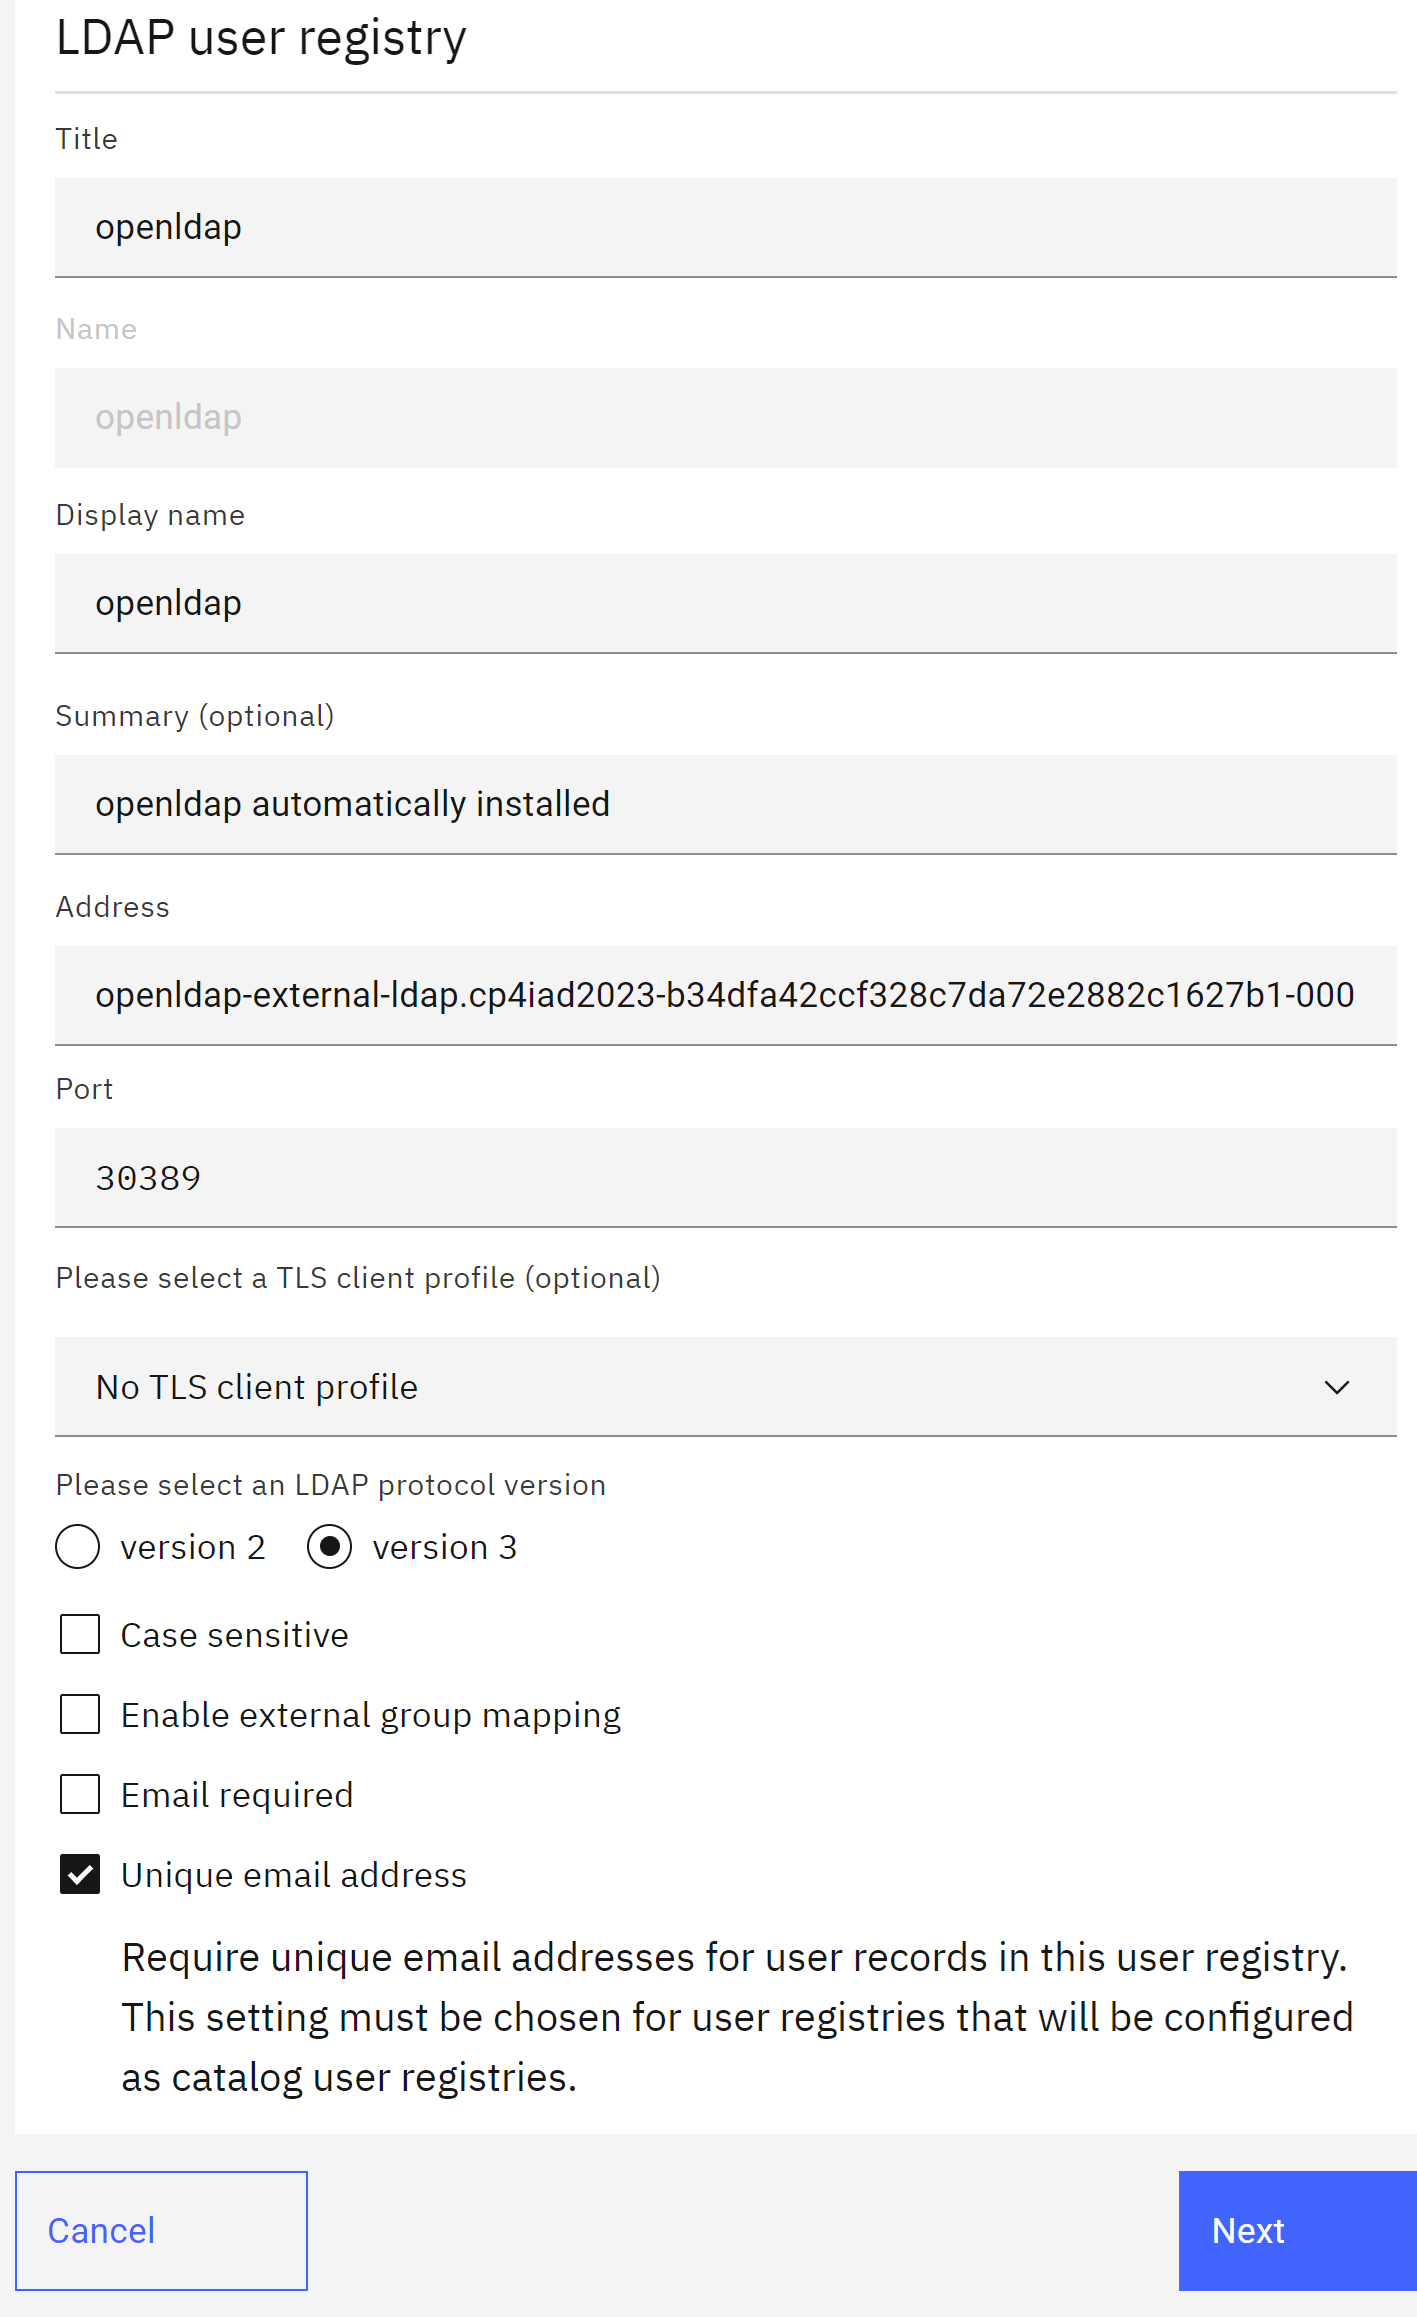 LDAP user registry
Title
openldap
Name
openldap
Display name
openldap
Summary (optional)
openldap automatically installed
Address
openldap-external-ldap.cp4iad2023-b34dfa42ccf328c7da72e2882c1627b1-000
Port
30389
Please select a TLS client profile (optional)
No TLS client profile
Please select an LDAP protocol version
version 2 version 3
Case sensitive
Enable external group mapping
Email required
Unique email address
Require unique email addresses for user records in this user registry.
This setting must be chosen for user registries that will be configured
as catalog user registries.
Cancel Next